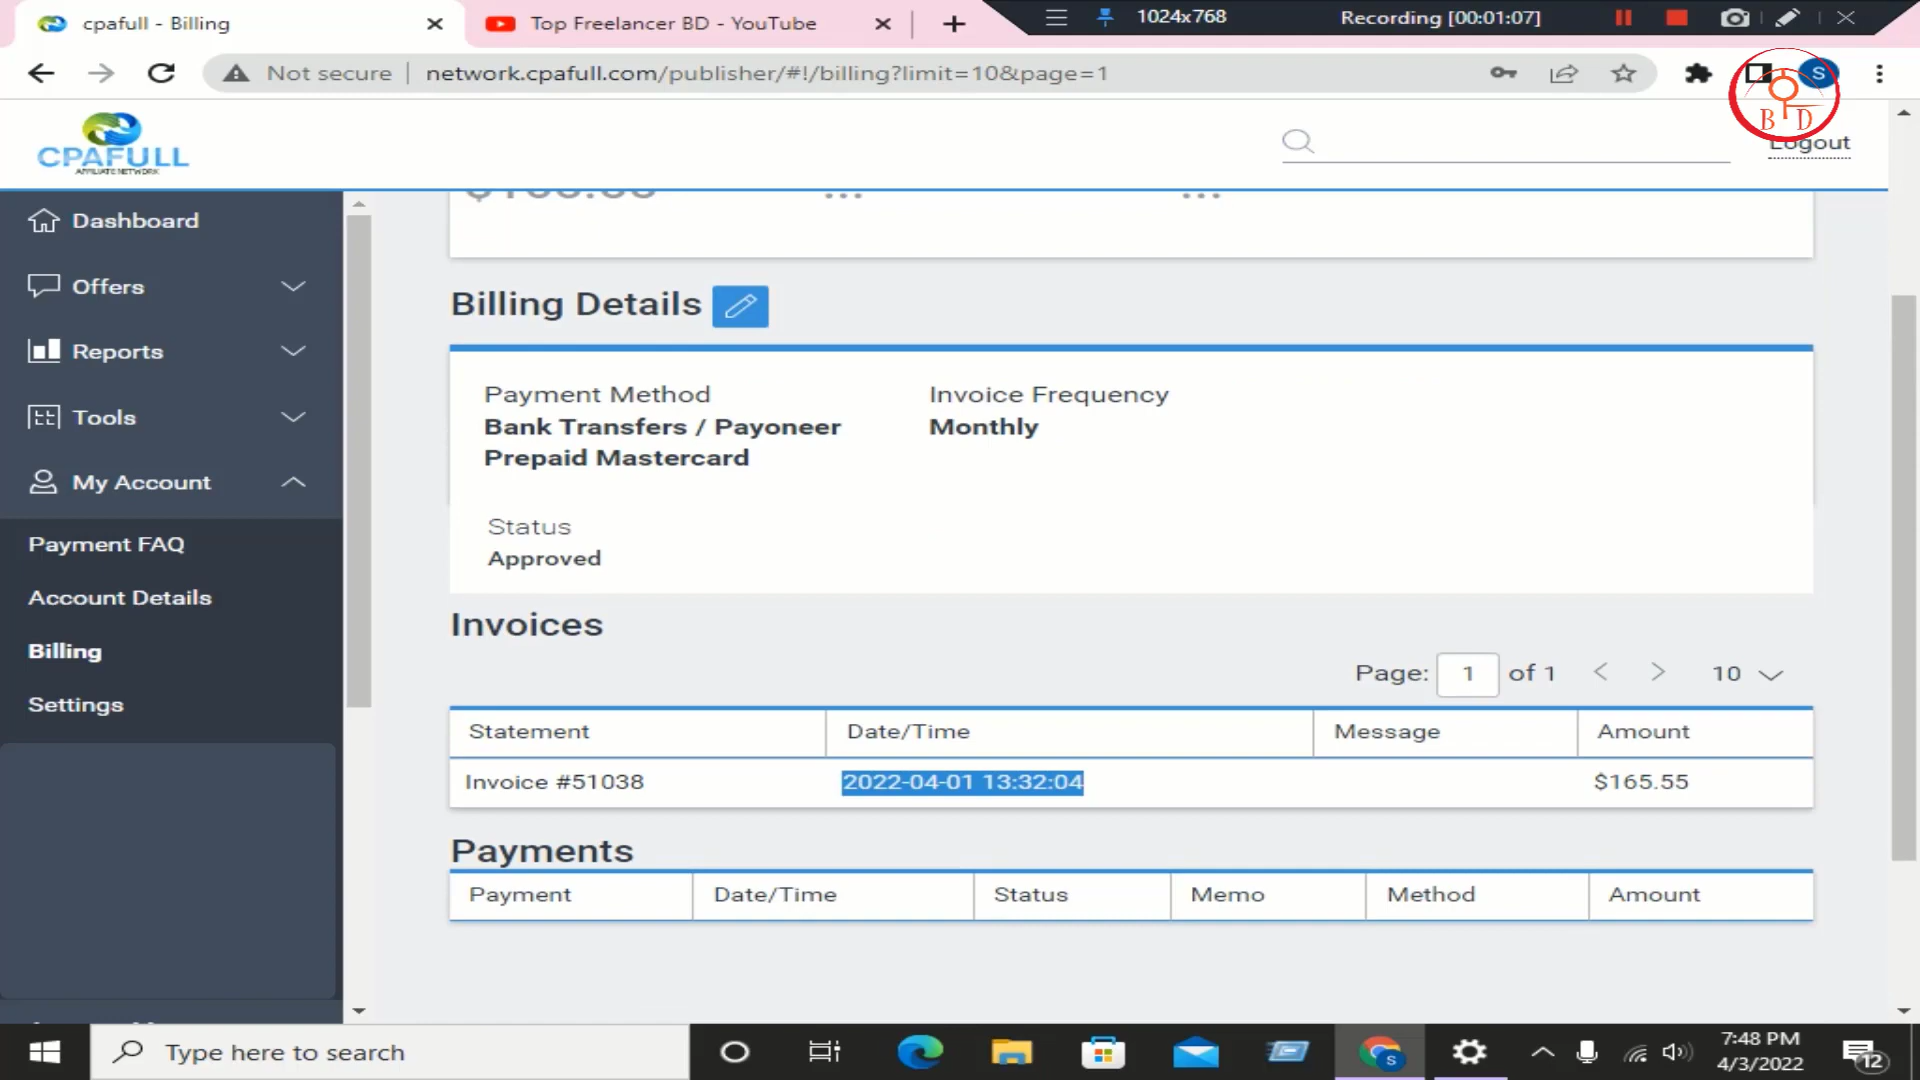 cpafull - Billing
Top Freelancer BD - YouTube
1024x768
Recording [00:01:07]
Not secure
network.cpafull.com/publisher/#!/billing?limit=10&page=1
S
B D
CPAFULL
AFFILIATE NETWORK
Logout
Dashboard
Offers
Reports
Tools
My Account
Payment FAQ
Account Details
Billing
Settings
Billing Details
Payment Method
Bank Transfers / Payoneer
Prepaid Mastercard
Invoice Frequency
Monthly
Status
Approved
Invoices
Page: 1 of 1
10
Statement Date/Time Message Amount
Invoice #51038 2022-04-01 13:32:04 $165.55
Payments
Payment Date/Time Status Memo Method Amount
Type here to search
S
7:48 PM
4/3/2022
12